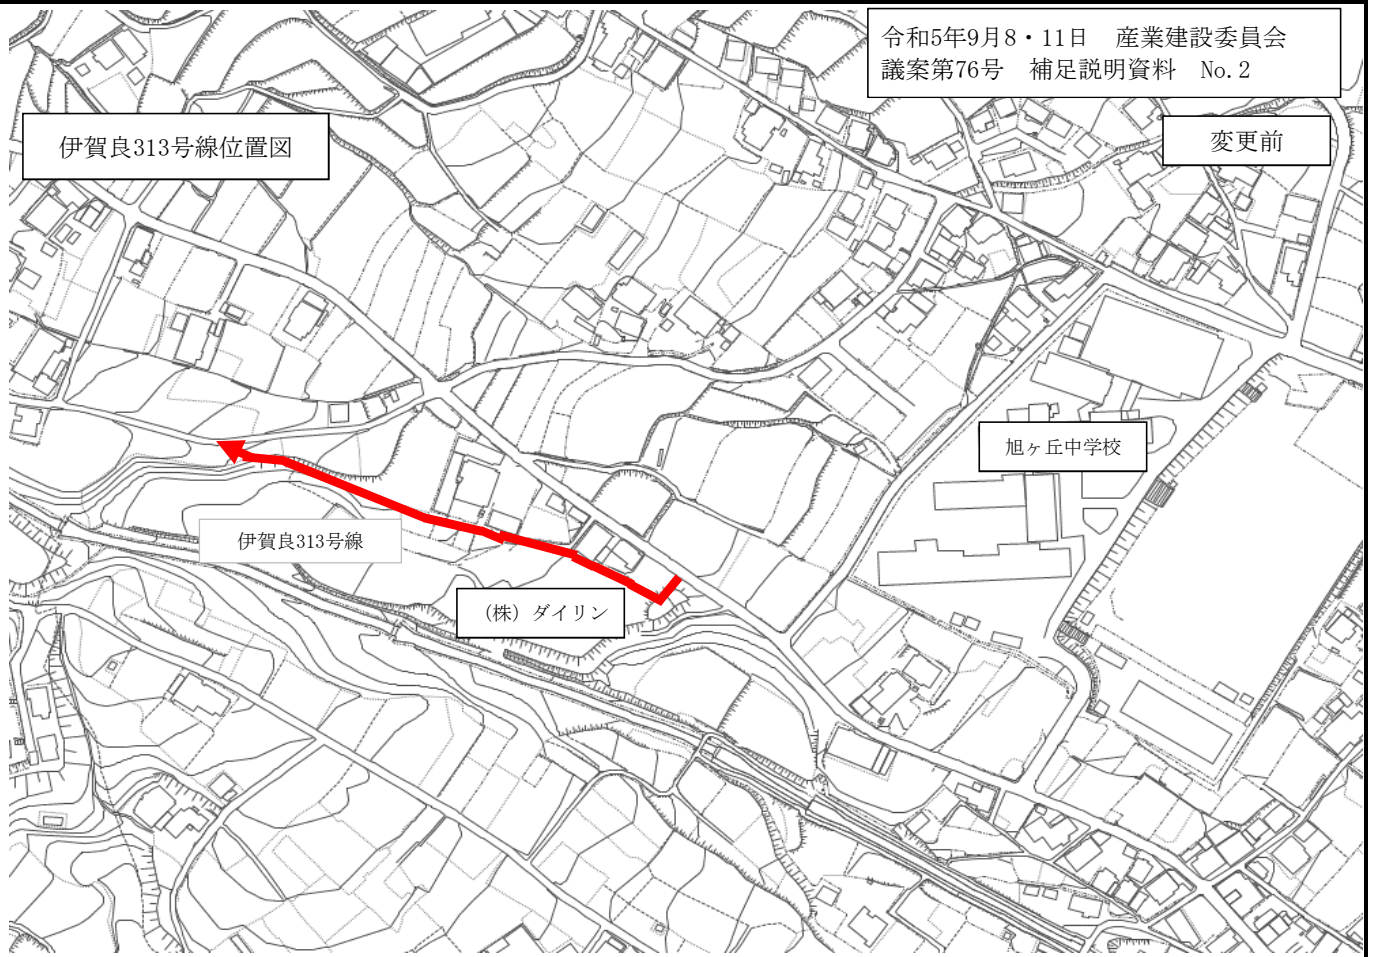 令和5年9月8・11日　産業建設委員会
議案第76号　補足説明資料　No.2
伊賀良313号線位置図
変更前
旭ヶ丘中学校
伊賀良313号線
（株）ダイリン